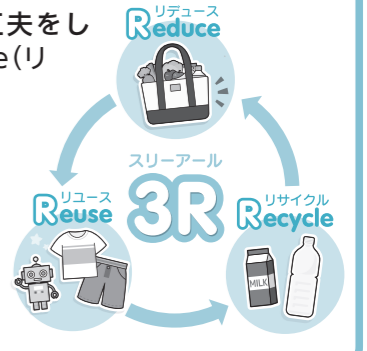 工夫をし
e(リ
リデュース
Reduce
スリーアール
3R
リユース
Reuse
リサイクル
Recycle
MILK